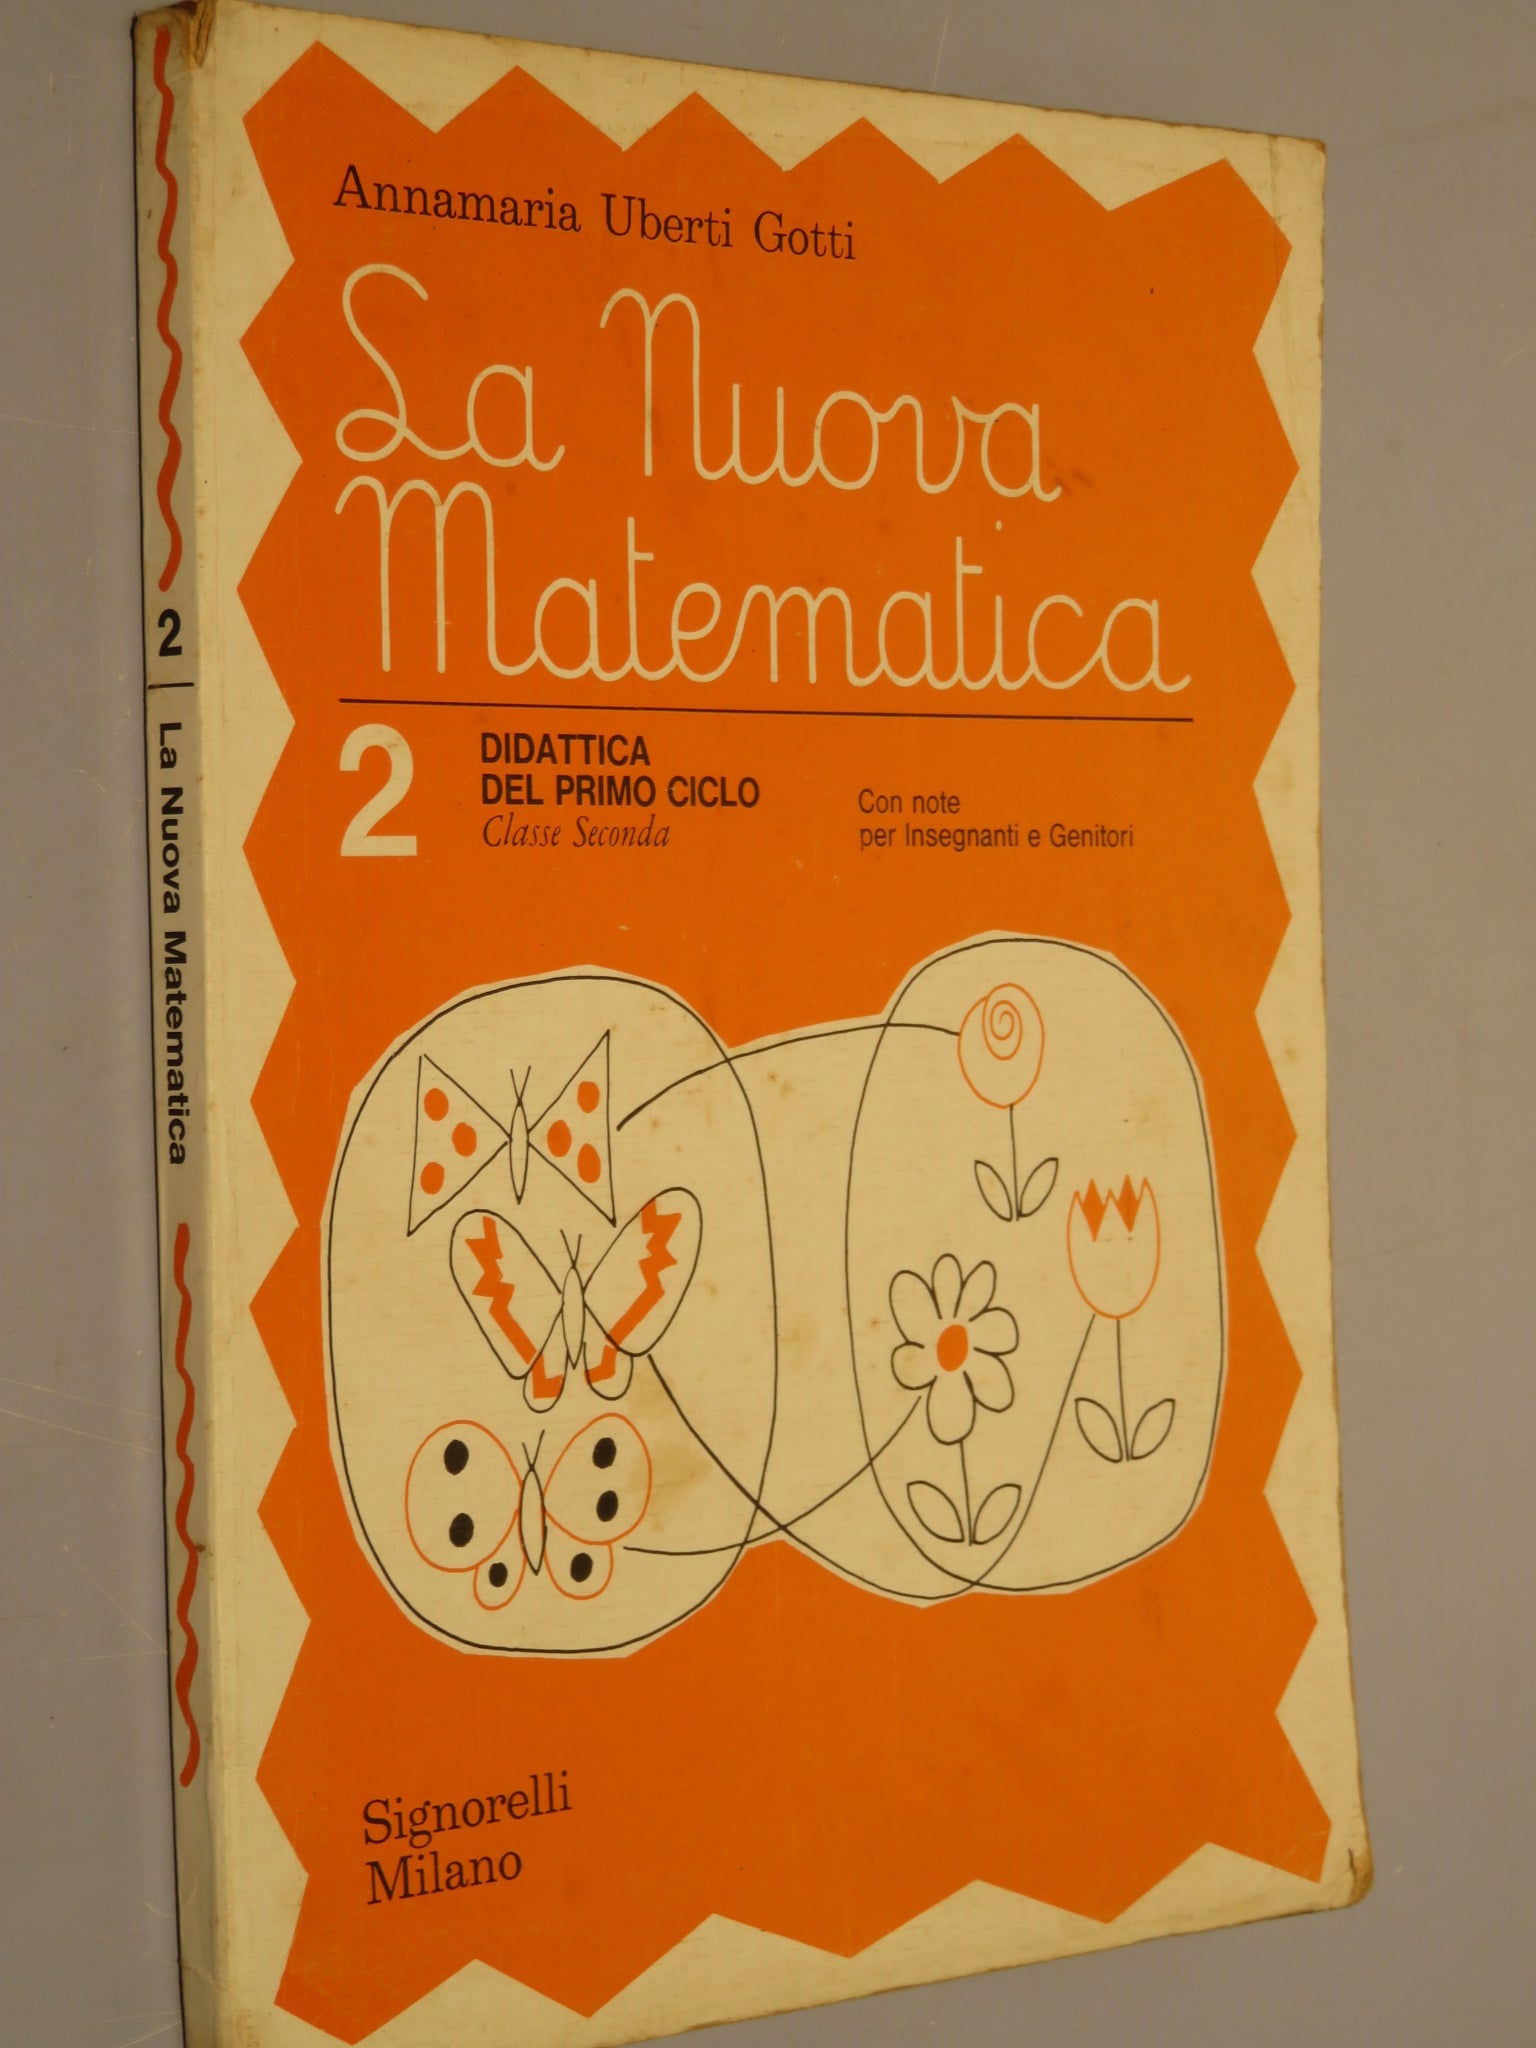 2 | La Nuova Matematica
Annamaria Uberti Gotti
La Nuova
Matematica
2
DIDATTICA
DEL PRIMO CICLO
Classe Seconda
Con note
per Insegnanti e Genitori
Signorelli
Milano